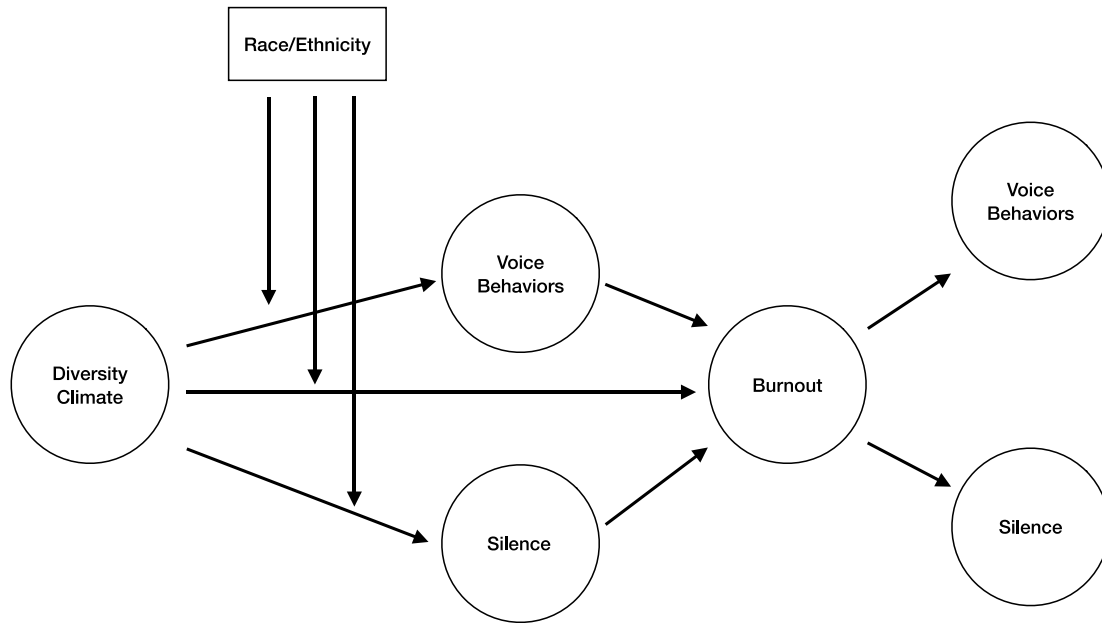 Race/Ethnicity
Voice
Behaviors
Voice
Behaviors
Diversity
Climate
Burnout
Silence
Silence